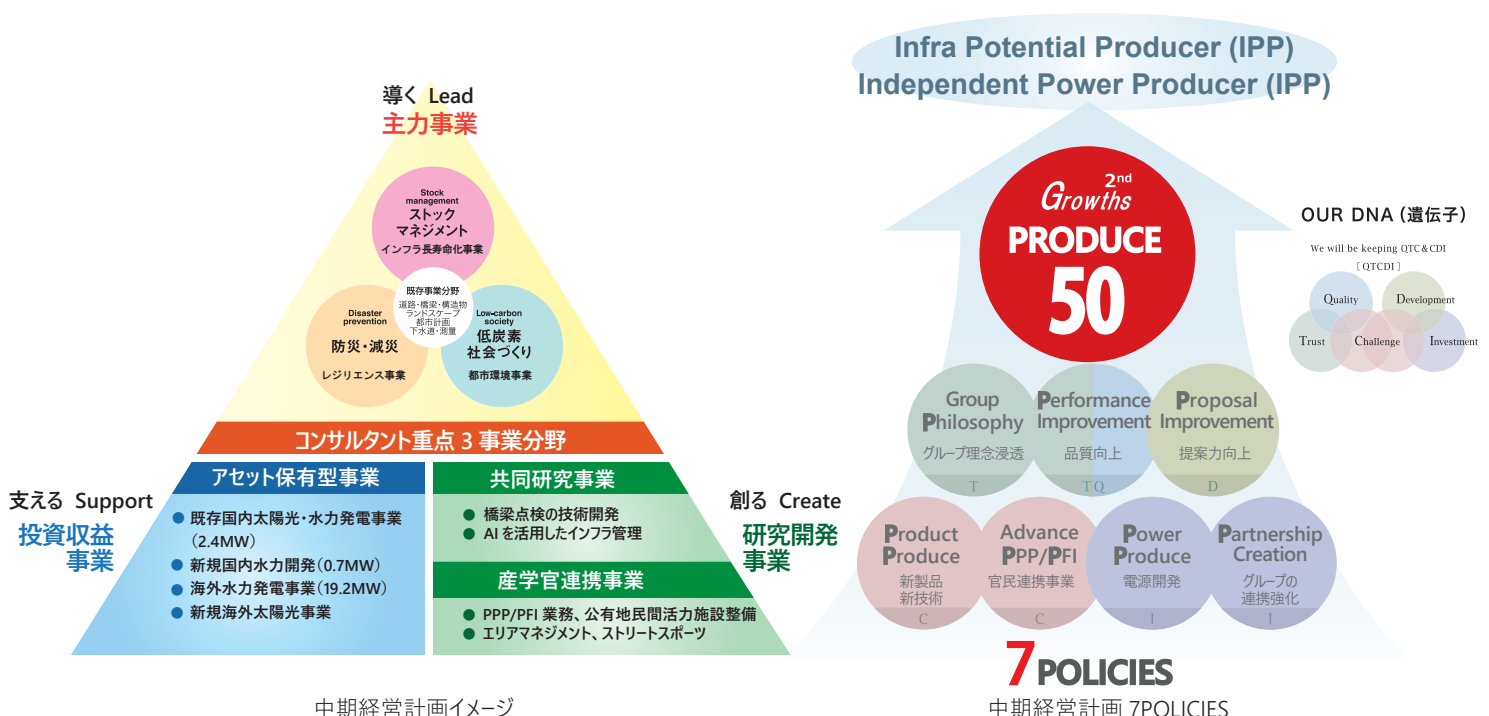 導く Lead
主力事業
Stock
management
ストック
マネジメント
インフラ長寿命化事業
既存事業分野
道路・橋梁・構造物
ランドスケープ
都市計画
下水道・測量
Disaster
prevention
防災・減災
レジリエンス事業
Low-carbon
society
低炭素
社会づくり
都市環境事業
コンサルタント重点 3 事業分野
支える Support
投資収益
事業
アセット保有型事業
● 既存国内太陽光・水力発電事業
（2.4MW）
● 新規国内水力開発（0.7MW）
● 海外水力発電事業（19.2MW）
● 新規海外太陽光事業
共同研究事業
● 橋梁点検の技術開発
● AI を活用したインフラ管理
産学官連携事業
● PPP/PFI 業務、公有地民間活力施設整備
● エリアマネジメント、ストリートスポーツ
創る Create
研究開発
事業
中期経営計画イメージ
Infra Potential Producer (IPP)
Independent Power Producer (IPP)
2nd
Growths
PRODUCE
50
OUR DNA（遺伝子）
We will be keeping QTC＆CDI
［QTCDI］
Quality
Development
Trust
Challenge
Investment
Group
Philosophy
グループ理念浸透
T
Performance
Improvement
品質向上
TQ
Proposal
Improvement
提案力向上
D
Product
Produce
新製品
新技術
C
Advance
PPP/PFI
官民連携事業
C
Power
Produce
電源開発
I
Partnership
Creation
グループの
連携強化
I
7 POLICIES
中期経営計画 7POLICIES